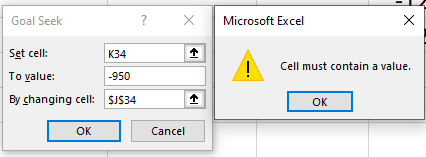 Goal Seek
?
Set cell:
K34
To value:
-950
By changing cell:
$J$34
OK
Cancel
Microsoft Excel
Cell must contain a value.
OK